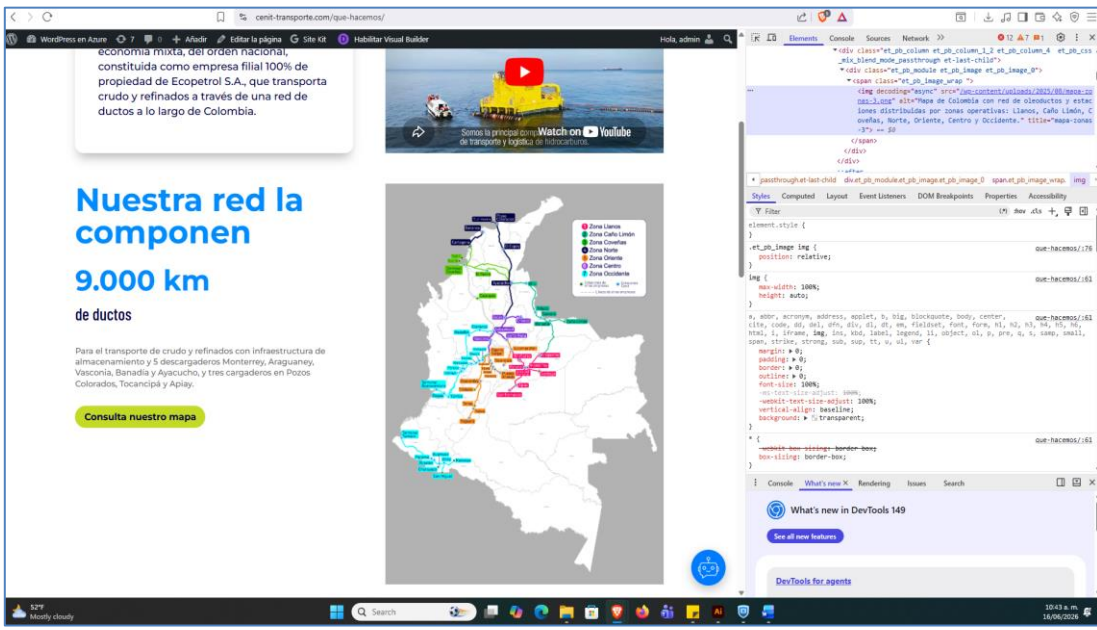 cenit-transporte.com/que-hacemos/
WordPress en Azure 7 0 Añadir Editar la página Site Kit Habilitar Visual Builder Hola, admin
economía mixta, del orden nacional,
constituida como empresa filial 100% de
propiedad de Ecopetrol S.A., que transporta
crudo y refinados a través de una red de
ductos a lo largo de Colombia.
Watch on YouTube
de transporte y logística de hidrocarburos.
Nuestra red la
componen
9.000 km
de ductos
Para el transporte de crudo y refinados con infraestructura de
almacenamiento y 5 descargaderos Monterrey, Araguaney,
Vasconia, Banadia y Ayacucho, y tres cargaderos en Pozos
Colorados, Tocancipá y Apiay.
Consulta nuestro mapa
Zona Llanos
Zona Caño Limón
Zona Coveñas
Zona Norte
Zona Oriente
Zona Centro
Zona Occidente
Elements Console Sources Network 12 7 1
<div class="et_pb_column et_pb_column_1_2 et_pb_column_4 et_pb_css
_mix_blend_mode_passthrough et-last-child">
<div class="et_pb_module et_pb_image et_pb_image_0">
<span class="et_pb_image_wrap ">
<img decoding="async" src="/wp-content/uploads/2025/08/mapa-zo
nas-3.png" alt="Mapa de Colombia con red de oleoductos y estac
iones distribuidas por zonas operativas: Llanos, Caño Limón, C
oveñas, Norte, Oriente, Centro y Occidente." title="mapa-zonas
-3"> == $0
</span>
</div>
</div>
::after
passthrough.et-last-child div.et_pb_module.et_pb_image.et_pb_image_0 span.et_pb_image_wrap. img
Styles Computed Layout Event Listeners DOM Breakpoints Properties Accessibility
Filter :hov .cls
element.style {
}
.et_pb_image img { que-hacemos/:76
position: relative;
}
img { que-hacemos/:61
max-width: 100%;
height: auto;
}
a, abbr, acronym, address, applet, b, big, blockquote, body, center, que-hacemos/:61
cite, code, dd, del, dfn, div, dl, dt, em, fieldset, font, form, h1, h2, h3, h4, h5, h6,
html, i, iframe, img, ins, kbd, label, legend, li, object, ol, p, pre, q, s, samp, small,
span, strike, strong, sub, sup, tt, u, ul, var {
margin: 0;
padding: 0;
border: 0;
outline: 0;
font-size: 100%;
-ms-text-size-adjust: 100%;
-webkit-text-size-adjust: 100%;
vertical-align: baseline;
background: transparent;
}
* { que-hacemos/:61
-webkit-box-sizing: border-box;
box-sizing: border-box;
}
Console What's new Rendering Issues Search
What's new in DevTools 149
See all new features
DevTools for agents
52°F
Mostly cloudy
Search
10:43 a. m.
16/06/2026